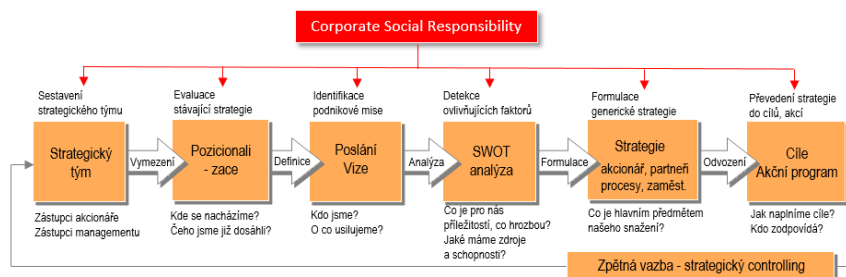 Corporate Social Responsibility
Sestavení
strategického týmu
Evaluace
stávající strategie
Identifikace
podnikové mise
Detekce
ovlivňujících faktorů
Formulace
generické strategie
Převedení strategie
do cílů, akcí
Strategický
tým
Vymezení
Pozicionali
- zace
Definice
Poslání
Vize
Analýza
SWOT
analýza
Formulace
Strategie
akcionář, partneři
procesy, zaměst.
Odvození
Cíle
Akční program
Zástupci akcionáře
Zástupci managementu
Kde se nacházíme?
Čeho jsme již dosáhli?
Kdo jsme?
O co usilujeme?
Co je pro nás
příležitostí, co hrozbou?
Jaké máme zdroje
a schopnosti?
Co je hlavním předmětem
našeho snažení?
Jak naplníme cíle?
Kdo zodpovídá?
Zpětná vazba - strategický controlling